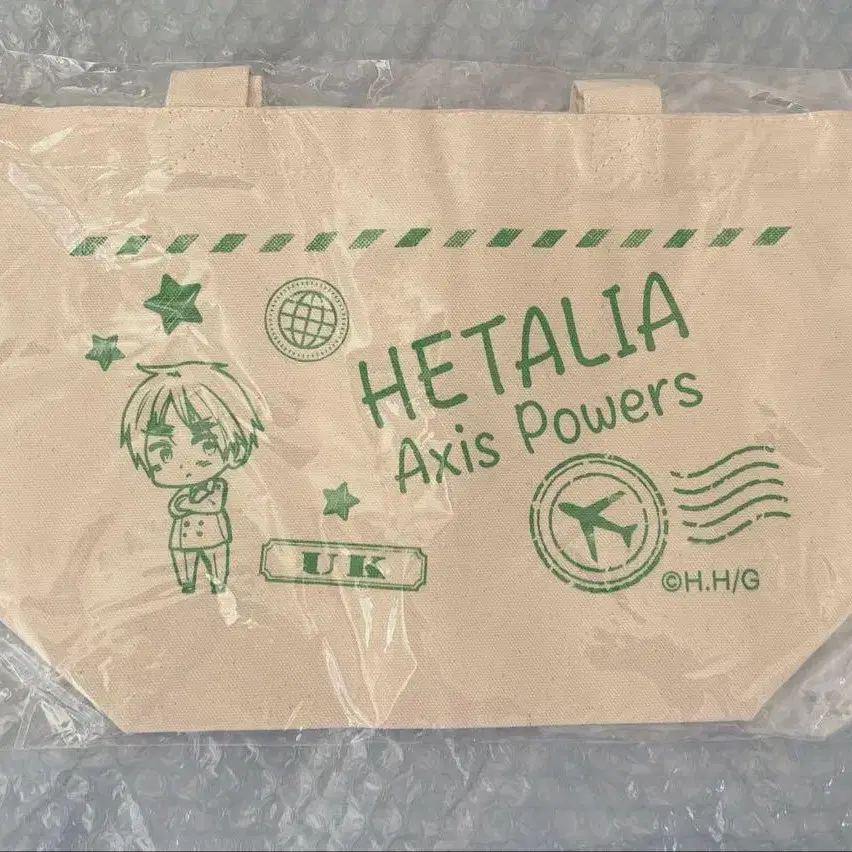 HETALIA
Axis Powers
UK
©H.H/G